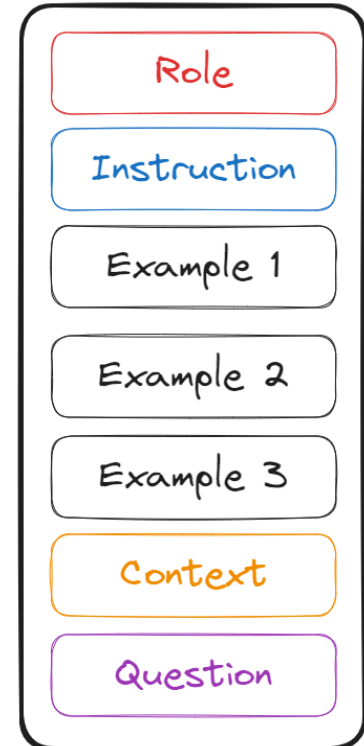 Role
Instruction
Example 1
Example 2
Example 3
Context
Question